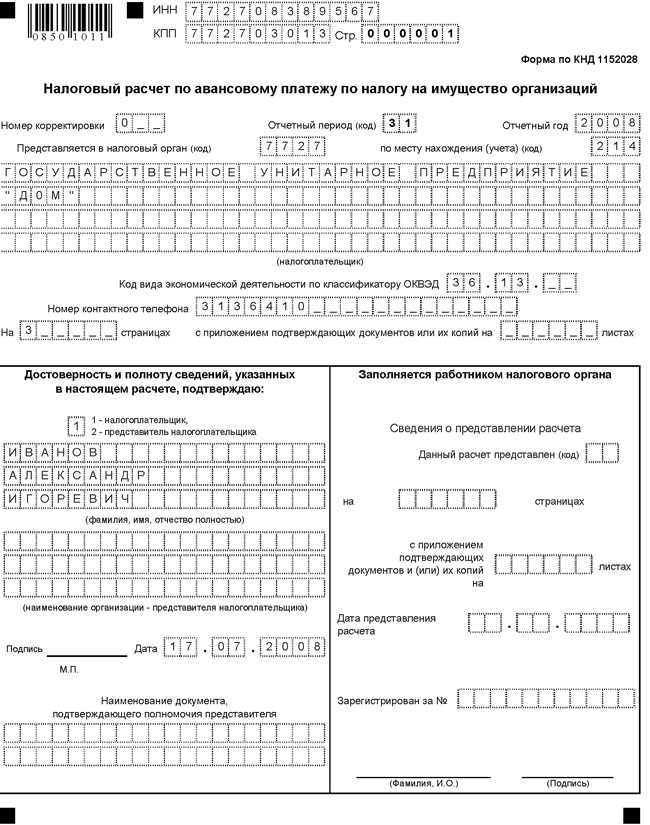 ИНН 772708389567
08501011
КПП 772703013 Стр. 000001
Форма по КНД 1152028
Налоговый расчет по авансовому платежу по налогу на имущество организаций
Номер корректировки 0__ Отчетный период (код) 31 Отчетный год 2008
Представляется в налоговый орган (код) 7727 по месту нахождения (учета) (код) 214
ГОСУДАРСТВЕННОЕ УНИТАРНОЕ ПРЕДПРИЯТИЕ
"ДОМ"
(налогоплательщик)
Код вида экономической деятельности по классификатору ОКВЭД 36.13.__
Номер контактного телефона 3136410_____________
На 3_____ страницах с приложением подтверждающих документов или их копий на ______ листах
Достоверность и полноту сведений, указанных
в настоящем расчете, подтверждаю:
1 1 - налогоплательщик,
2 - представитель налогоплательщика
ИВАНОВ
АЛЕКСАНДР
ИГОРЕВИЧ
(фамилия, имя, отчество полностью)
(наименование организации - представителя налогоплательщика)
Подпись Дата 17.07.2008
М.П.
Наименование документа,
подтверждающего полномочия представителя
Заполняется работником налогового органа
Сведения о представлении расчета
Данный расчет представлен (код)
на страницах
с приложением
подтверждающих
документов и (или) их копий
на листах
Дата представления
расчета . .
Зарегистрирован за №
(Фамилия, И.О.) (Подпись)